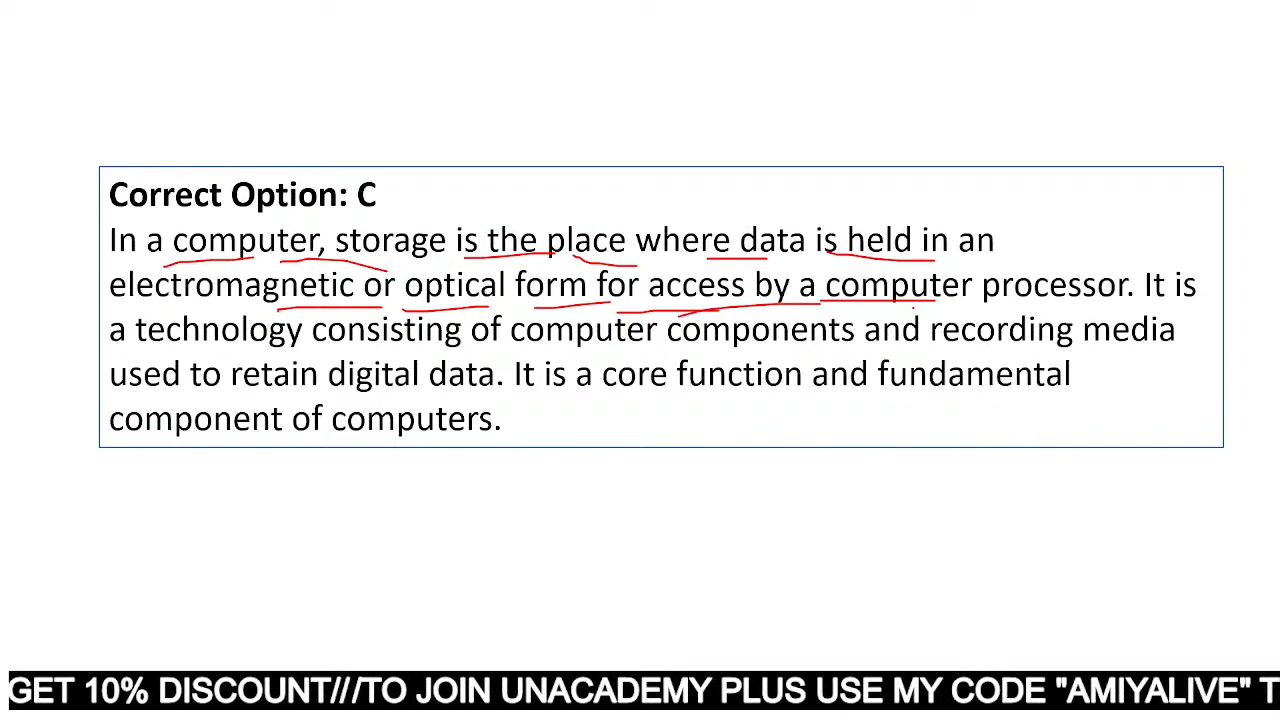 Correct Option: C
In a computer, storage is the place where data is held in an
electromagnetic or optical form for access by a computer processor. It is
a technology consisting of computer components and recording media
used to retain digital data. It is a core function and fundamental
component of computers.
GET 10% DISCOUNT///TO JOIN UNACADEMY PLUS USE MY CODE "AMIYALIVE" T